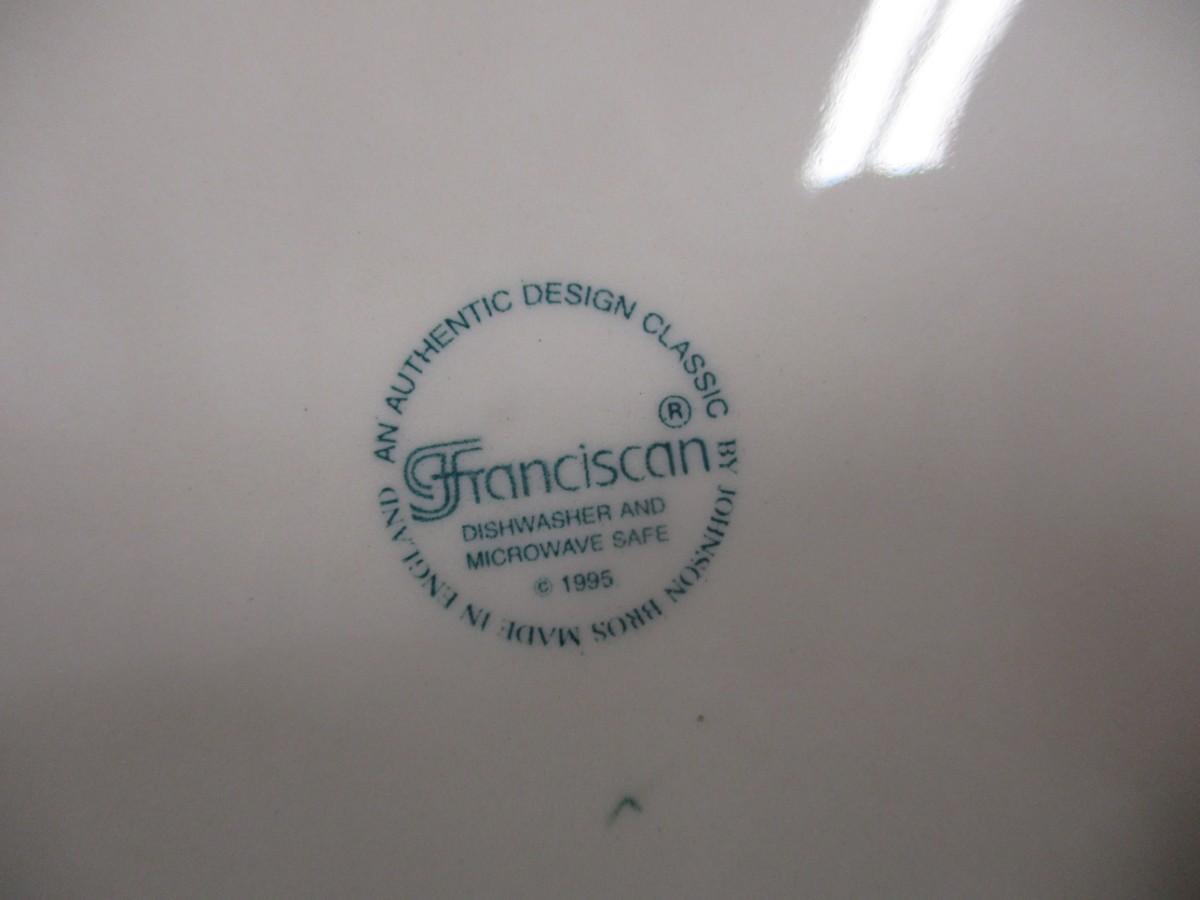 AN AUTHENTIC DESIGN CLASSIC BY JOHNSON BROS MADE IN ENGLAND
Franciscan ®
DISHWASHER AND
MICROWAVE SAFE
© 1995